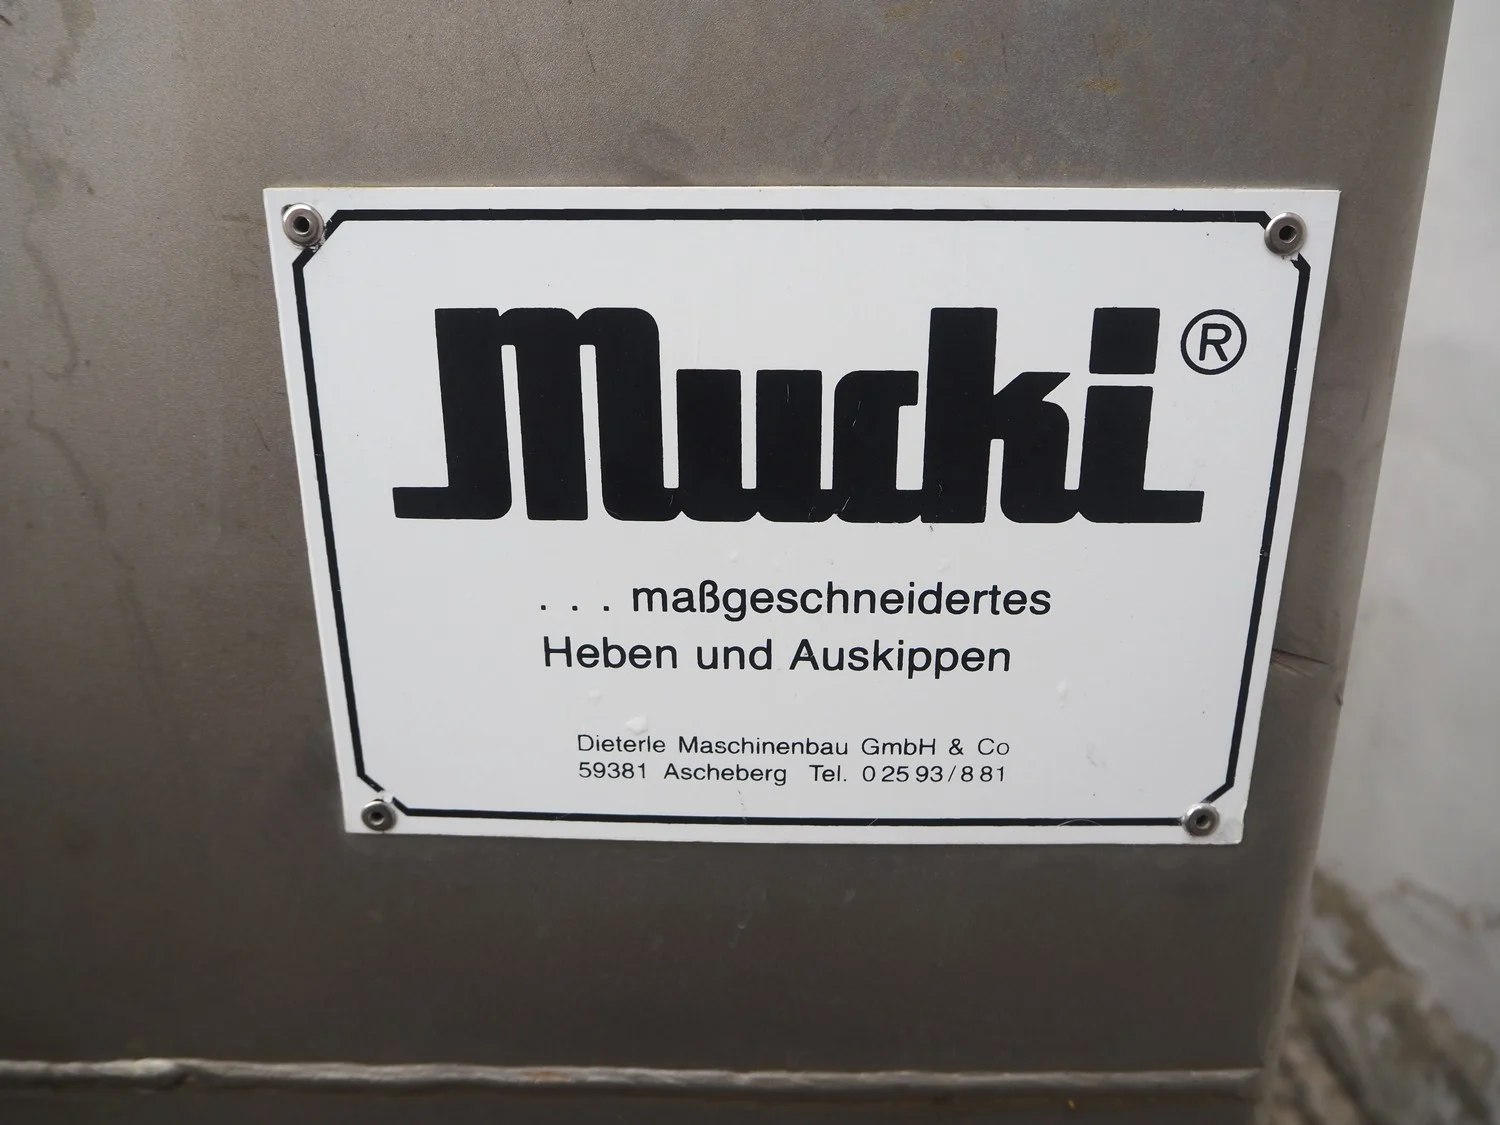 Mucki®
. . . maßgeschneidertes
Heben und Auskippen
Dieterle Maschinenbau GmbH & Co
59381 Ascheberg Tel. 0 25 93/8 81